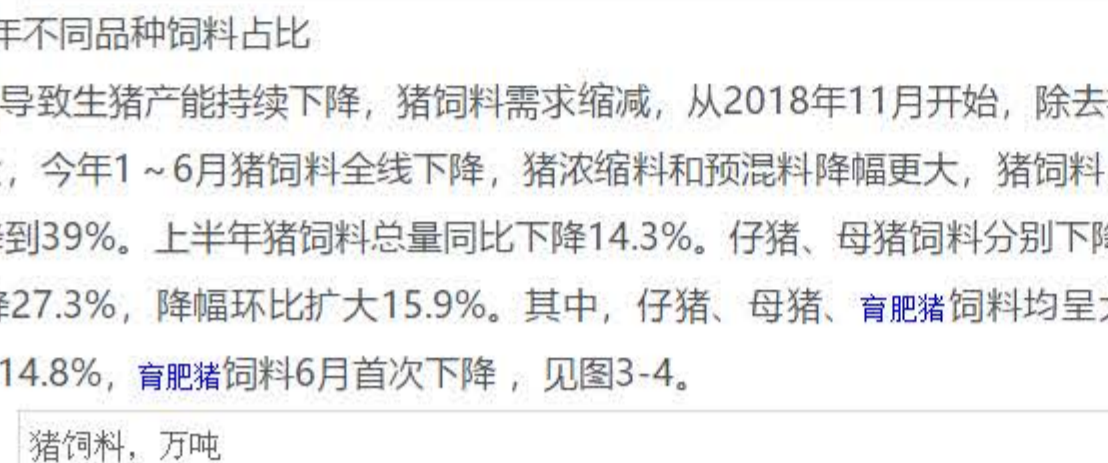 年不同品种饲料占比
导致生猪产能持续下降，猪饲料需求缩减，从2018年11月开始，除去
，今年1～6月猪饲料全线下降，猪浓缩料和预混料降幅更大，猪饲料
到39%。上半年猪饲料总量同比下降14.3%。仔猪、母猪饲料分别下降
降27.3%，降幅环比扩大15.9%。其中，仔猪、母猪、育肥猪饲料均呈
14.8%，育肥猪饲料6月首次下降，见图3-4。
猪饲料，万吨